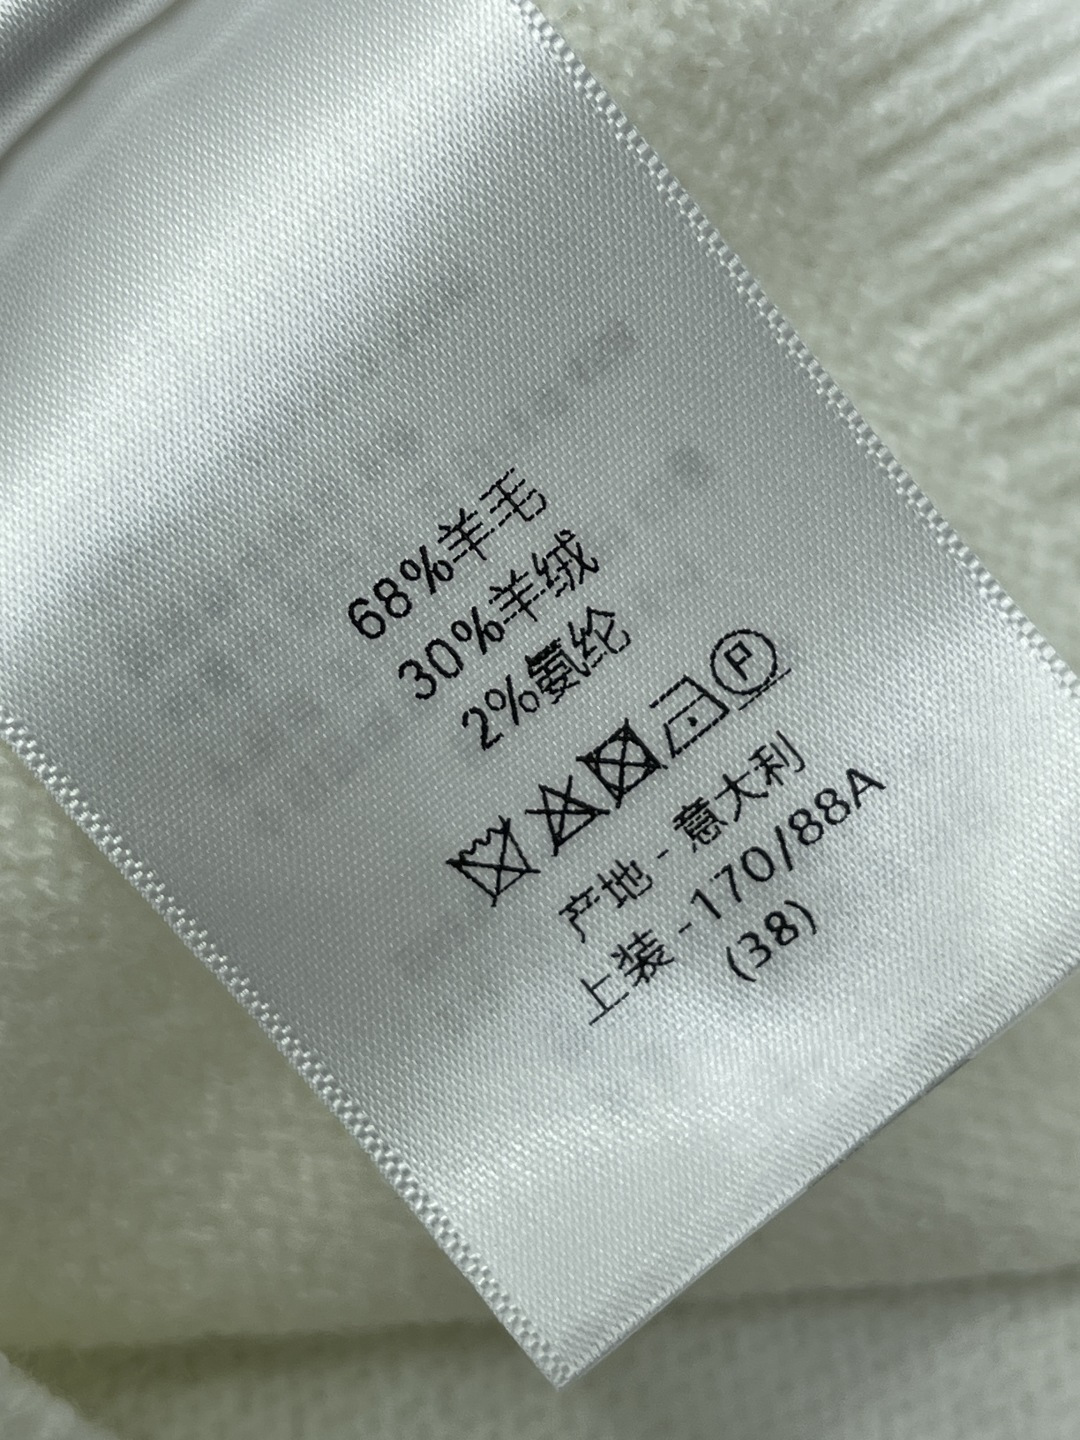 68%羊毛
30%羊绒
2%氨纶
P
产地 - 意大利
上装 - 170/88A
(38)